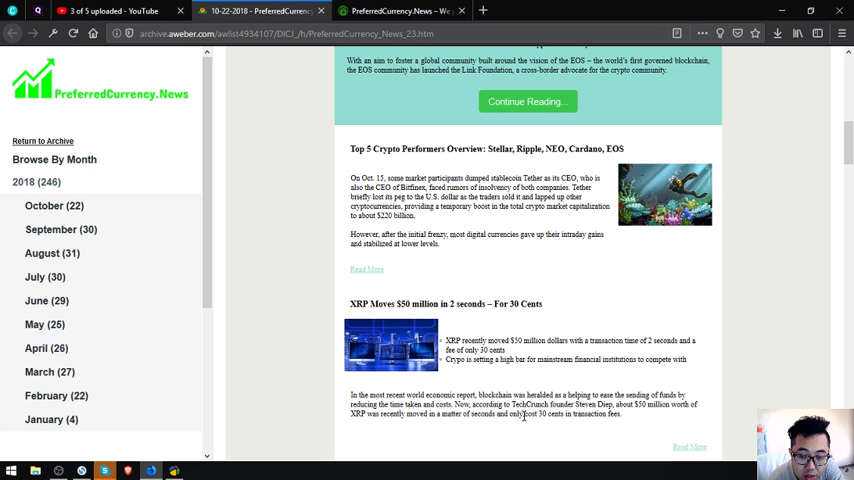 3 of 5 uploaded - YouTube
10-22-2018 - PreferredCurrency
PreferredCurrency.News – We p
archive.aweber.com/awlist4934107/DICJ_/h/PreferredCurrency_News_23.htm
PreferredCurrency.News
Return to Archive
Browse By Month
2018 (246)
October (22)
September (30)
August (31)
July (30)
June (29)
May (25)
April (26)
March (27)
February (22)
January (4)
With an aim to foster a global community built around the vision of the EOS – the world's first governed blockchain,
the EOS community has launched the Link Foundation, a cross-border advocate for the crypto community.
Continue Reading...
Top 5 Crypto Performers Overview: Stellar, Ripple, NEO, Cardano, EOS
On Oct. 15, some market participants dumped stablecoin Tether as its CEO, who is
also the CEO of Bitfinex, faced rumors of insolvency of both companies. Tether
briefly lost its peg to the U.S. dollar as the traders sold it and lapped up other
cryptocurrencies, providing a temporary boost in the total crypto market capitalization
to about $220 billion.
However, after the initial frenzy, most digital currencies gave up their intraday gains
and stabilized at lower levels.
Read More
XRP Moves $50 million in 2 seconds – For 30 Cents
XRP recently moved $50 million dollars with a transaction time of 2 seconds and a
fee of only 30 cents
Crypo is setting a high bar for mainstream financial institutions to compete with
In the most recent world economic report, blockchain was heralded as a helping to ease the sending of funds by
reducing the time taken and costs. Now, according to TechCrunch founder Steven Diep, about $50 million worth of
XRP was recently moved in a matter of seconds and only cost 30 cents in transaction fees.
Read More